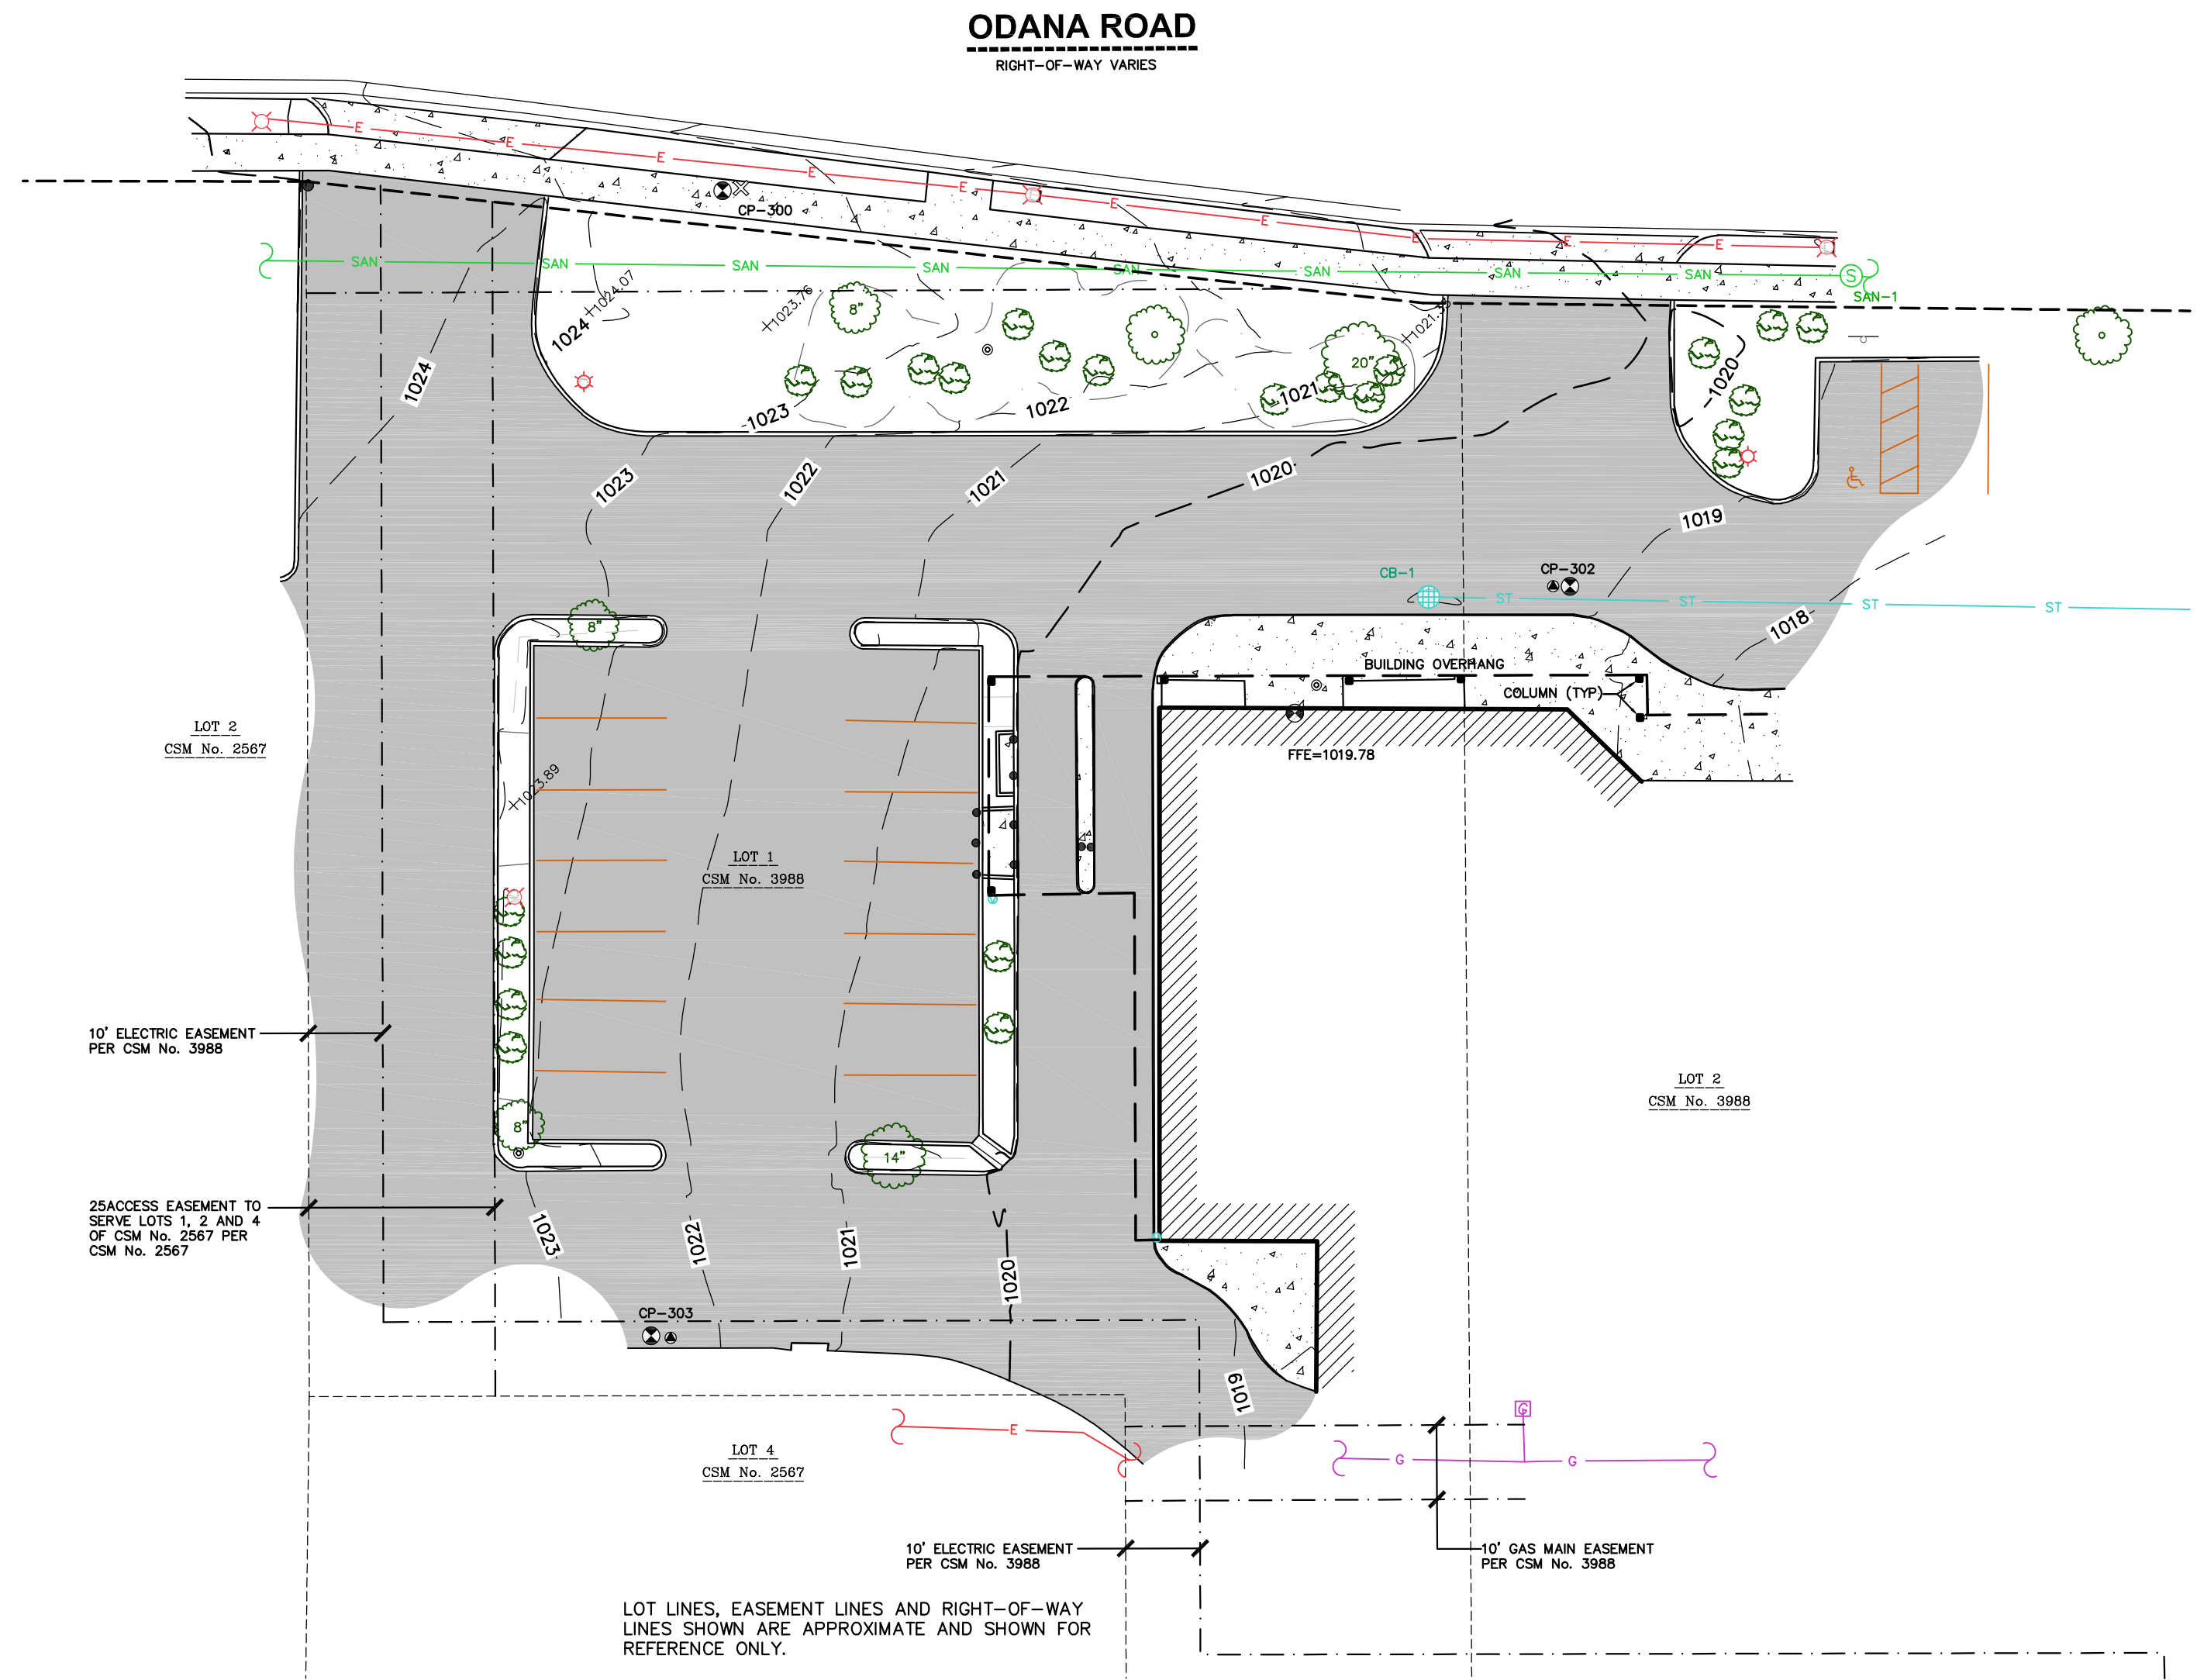 ODANA ROAD
RIGHT-OF-WAY VARIES
E
E
E
E
E
E
E
E
E
E
CP-300
SAN
SAN
SAN
SAN
SAN
SAN
SAN
SAN
S
SAN-1
1024.07
1023.76
8"
1021.39
1024
1024
20"
1023
1022
1021
1020
1023
1022
1021
1020
1019
CB-1
CP-302
ST
ST
ST
ST
1018
8"
BUILDING OVERHANG
COLUMN (TYP)
LOT 2
CSM No. 2567
FFE=1019.78
1023.89
LOT 1
CSM No. 3988
10' ELECTRIC EASEMENT
PER CSM No. 3988
LOT 2
CSM No. 3988
8"
14"
25ACCESS EASEMENT TO
SERVE LOTS 1, 2 AND 4
OF CSM No. 2567 PER
CSM No. 2567
1023
1022
1021
1020
CP-303
1019
E
G
G
G
LOT 4
CSM No. 2567
10' ELECTRIC EASEMENT
PER CSM No. 3988
10' GAS MAIN EASEMENT
PER CSM No. 3988
LOT LINES, EASEMENT LINES AND RIGHT-OF-WAY
LINES SHOWN ARE APPROXIMATE AND SHOWN FOR
REFERENCE ONLY.